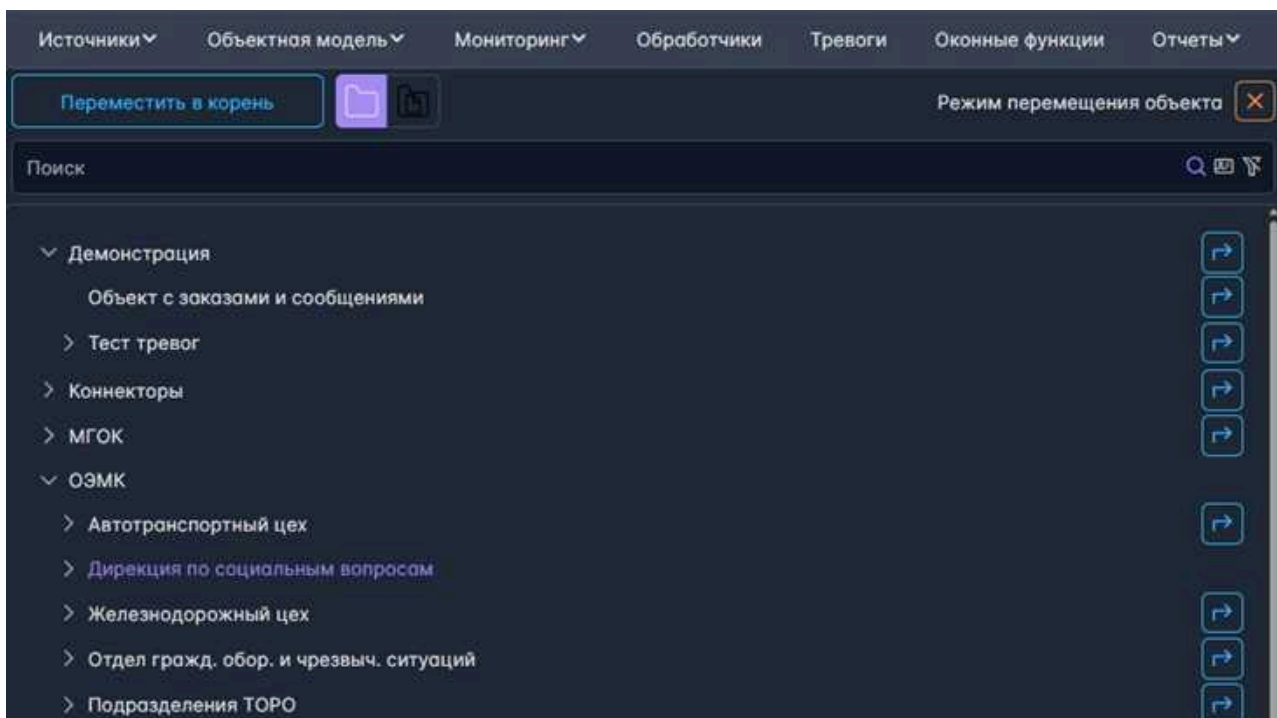 Источники Объектная модель Мониторинг Обработчики Тревоги Оконные функции Отчеты
Переместить в корень Режим перемещения объекта
Поиск
Демонстрация
Объект с заказами и сообщениями
Тест тревог
Коннекторы
МГОК
ОЭМК
Автотранспортный цех
Дирекция по социальным вопросам
Железнодорожный цех
Отдел гражд. обор. и чрезвыч. ситуаций
Подразделения ТОРО